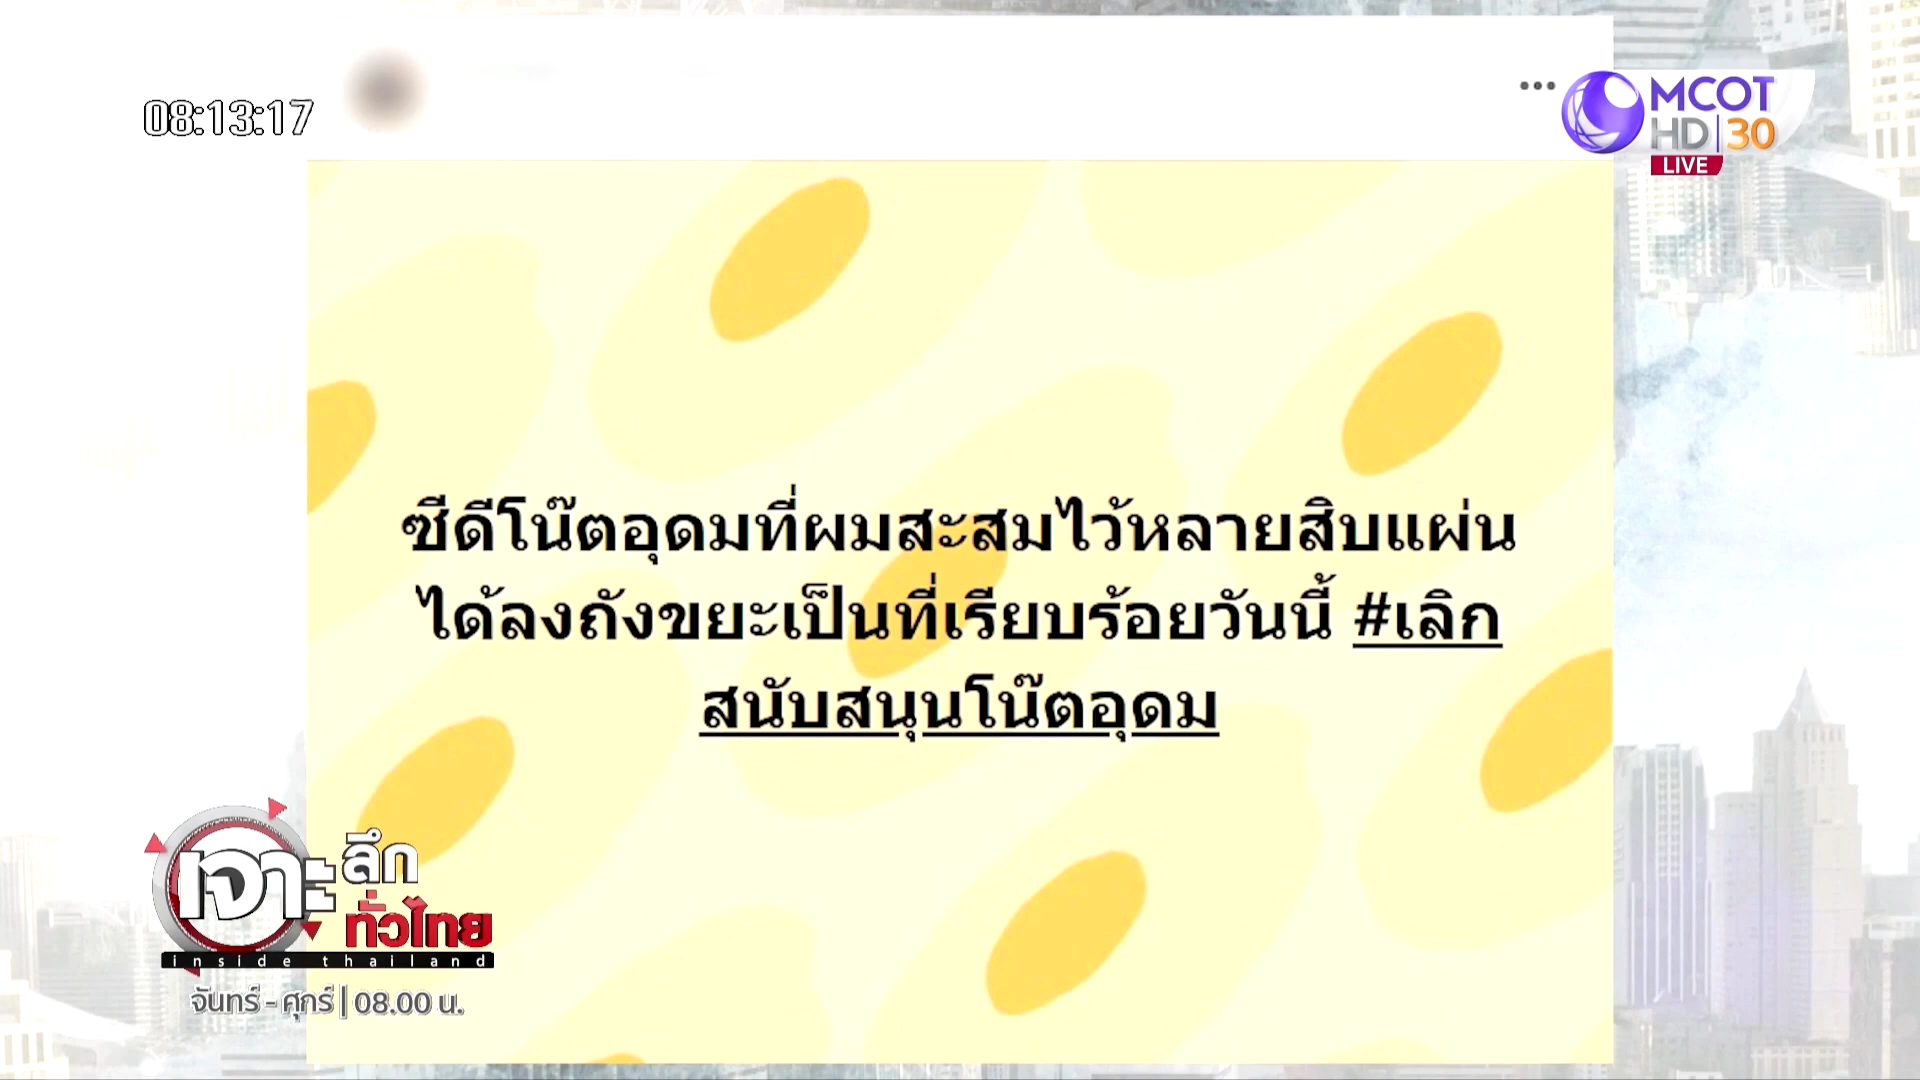 08:13:17
MCOT
HD|30
LIVE
ซีดีโน๊ตอุดมที่ผมสะสมไว้หลายสิบแผ่น
ได้ลงถังขยะเป็นที่เรียบร้อยวันนี้ #เลิก
สนับสนุนโน๊ตอุดม
เจาะลึก
ทั่วไทย
inside thailand
จันทร์ - ศุกร์ | 08.00 น.